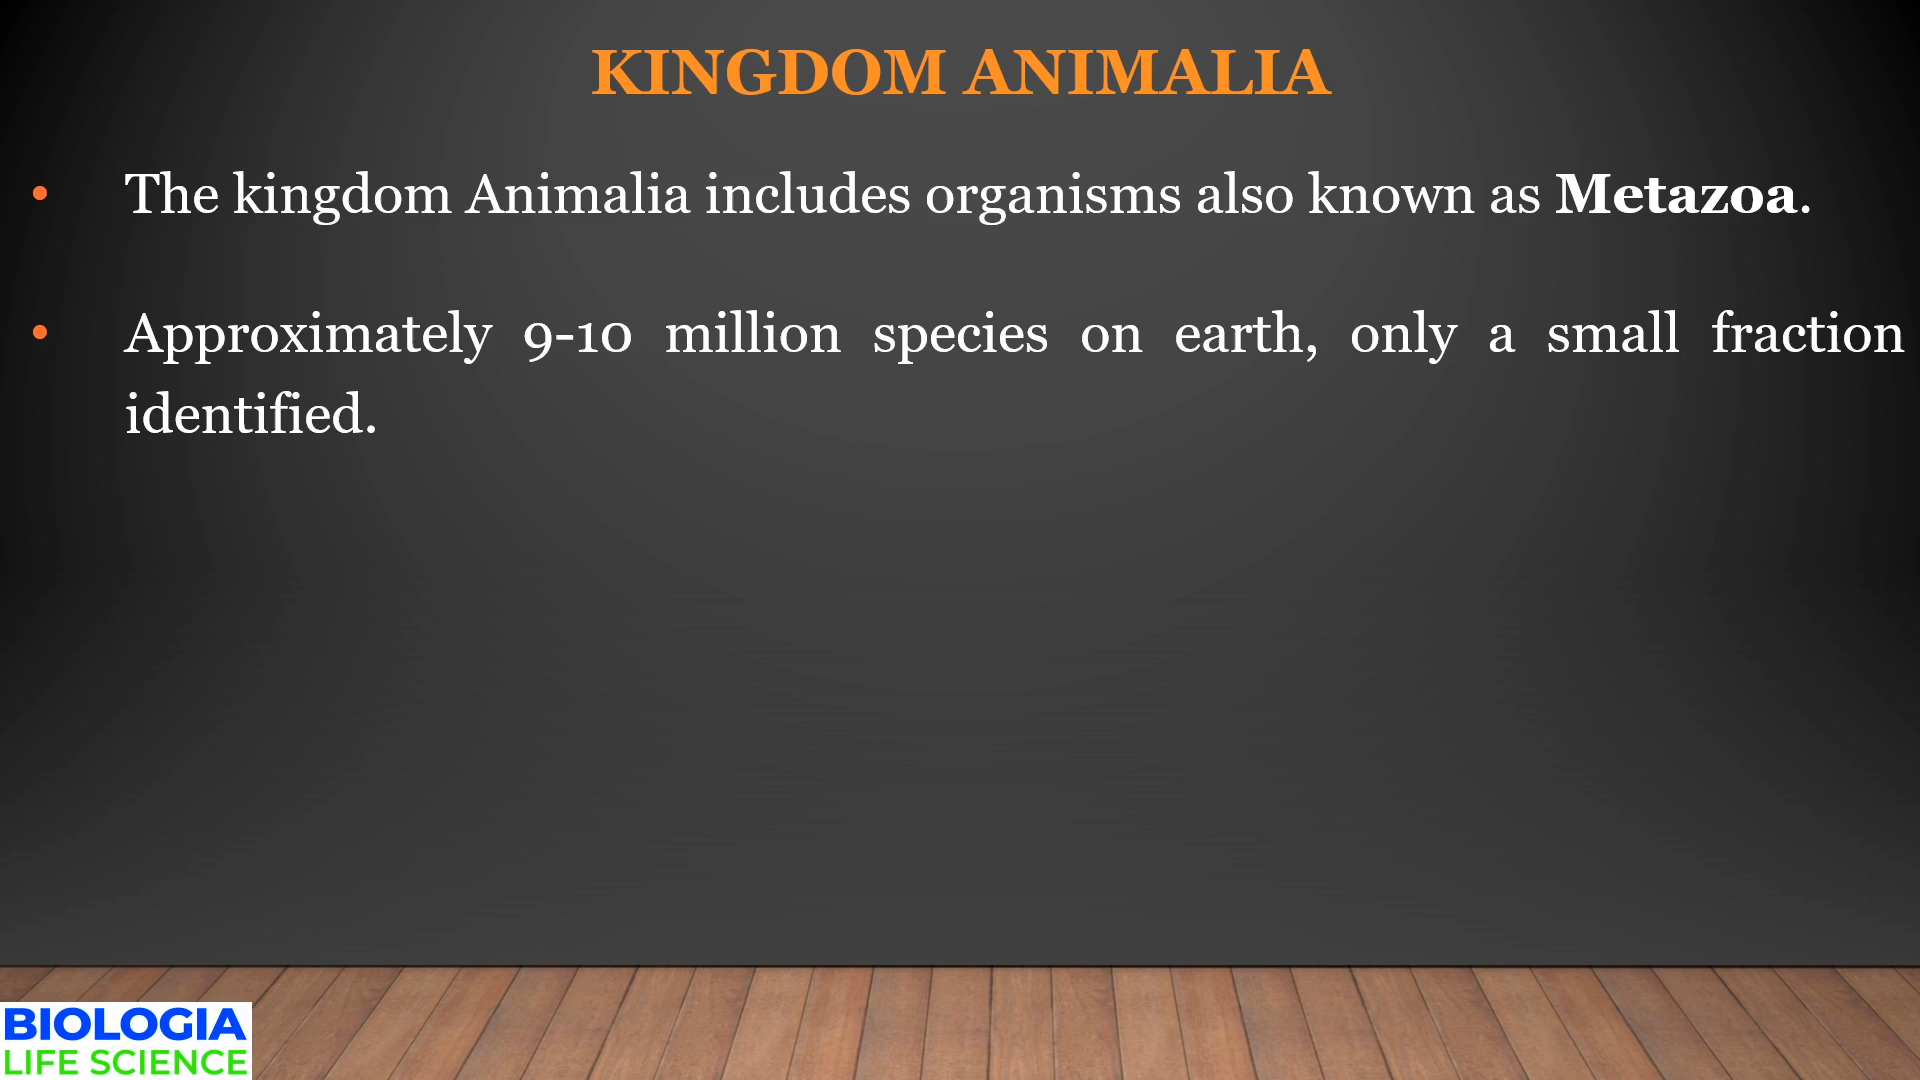 KINGDOM ANIMALIA
• The kingdom Animalia includes organisms also known as Metazoa.
• Approximately 9-10 million species on earth, only a small fraction
identified.
BIOLOGIA
LIFE SCIENCE